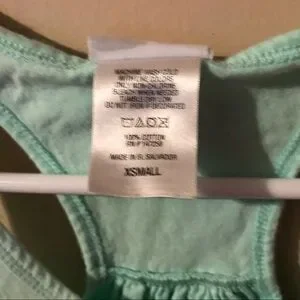 MACHINE WASH COLD
WITH LIKE COLORS
ONLY NON-CHLORINE
BLEACH WHEN NEEDED
TUMBLE DRY LOW
DO NOT IRON IF DECORATED
100% COTTON
RN#
MADE IN EL SALVADOR
XSMALL